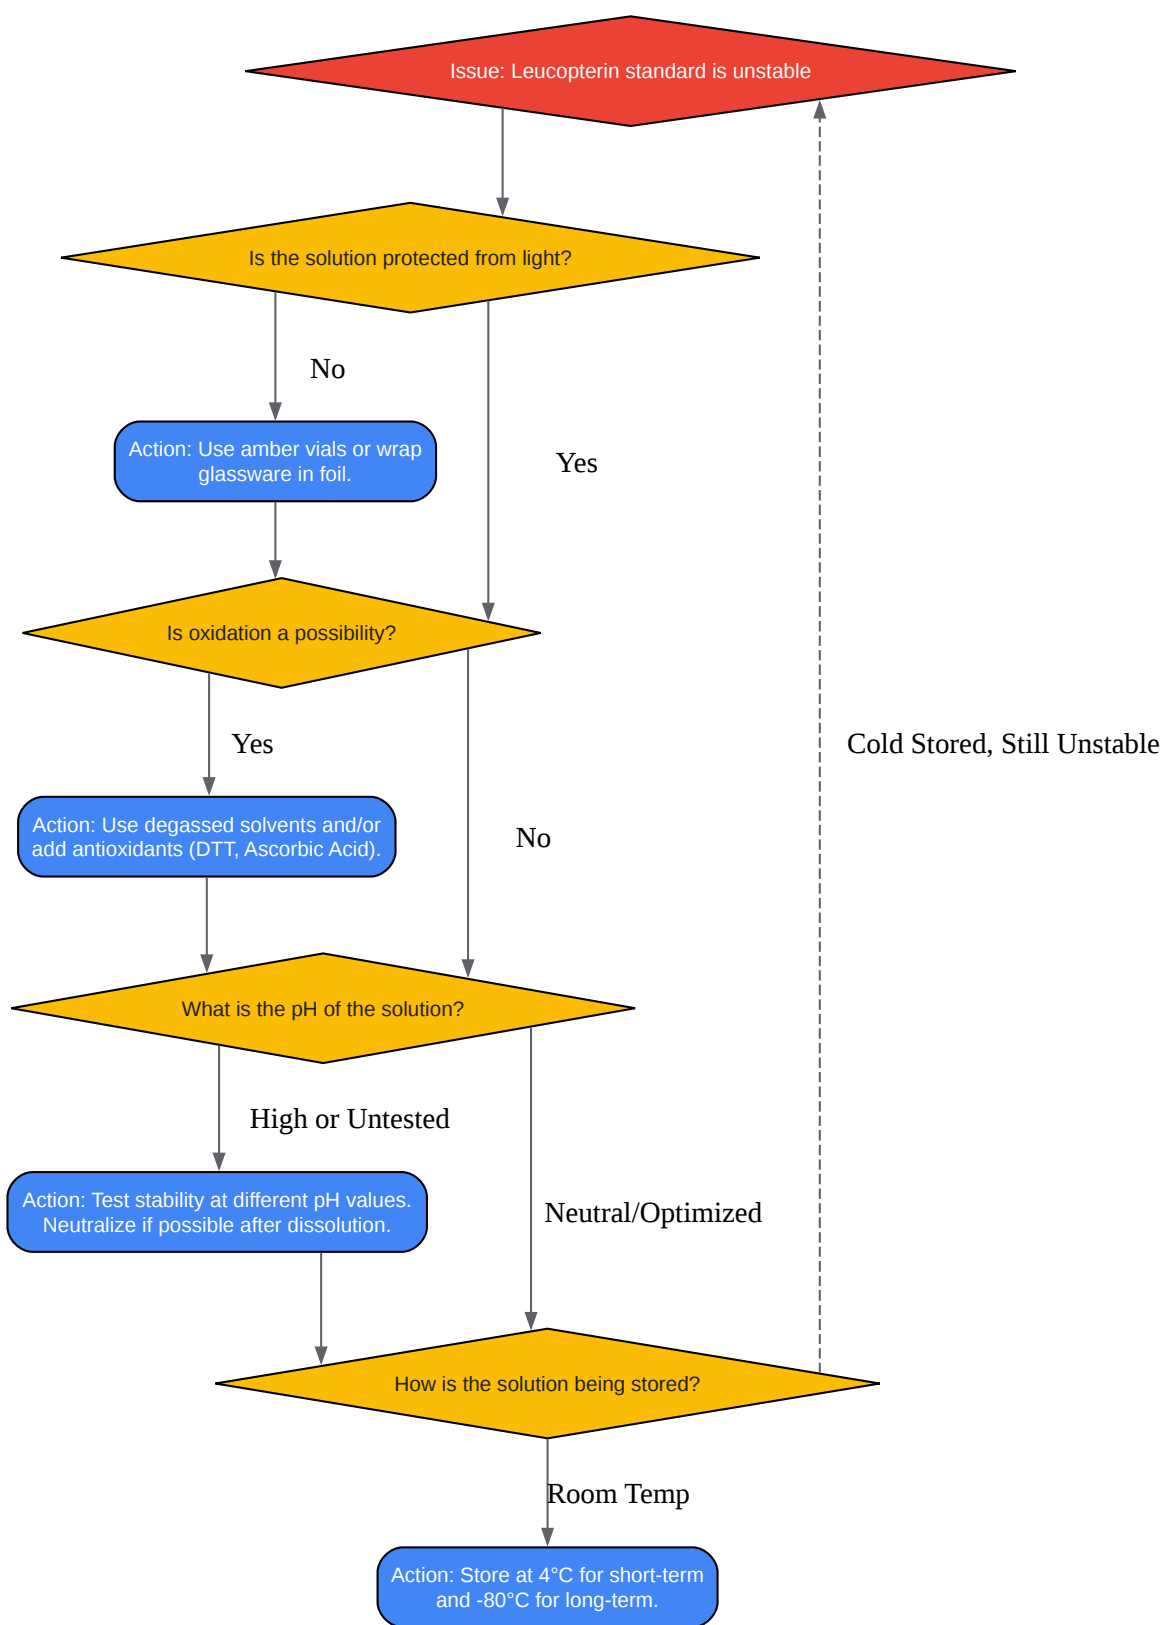 Issue: Leucopterin standard is unstable
Is the solution protected from light?
No
Action: Use amber vials or wrap
glassware in foil.
Yes
Is oxidation a possibility?
Yes
Cold Stored, Still Unstable
Action: Use degassed solvents and/or
add antioxidants (DTT, Ascorbic Acid).
No
What is the pH of the solution?
High or Untested
Action: Test stability at different pH values.
Neutralize if possible after dissolution.
Neutral/Optimized
How is the solution being stored?
Room Temp
Action: Store at 4°C for short-term
and -80°C for long-term.